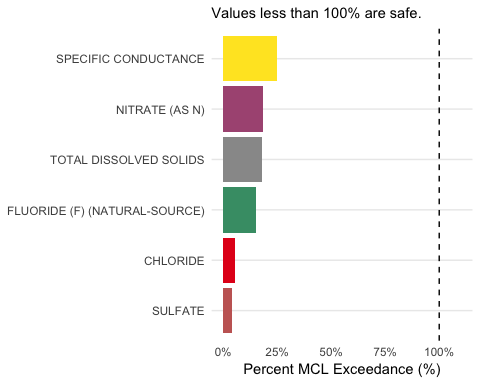 Values less than 100% are safe.
SPECIFIC CONDUCTANCE
NITRATE (AS N)
TOTAL DISSOLVED SOLIDS
FLUORIDE (F) (NATURAL-SOURCE)
CHLORIDE
SULFATE
0% 25% 50% 75% 100%
Percent MCL Exceedance (%)